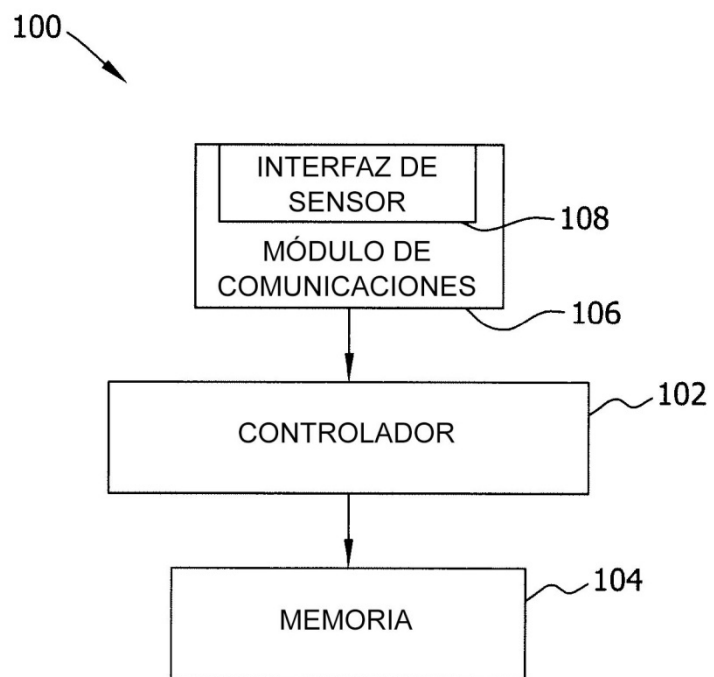 100
INTERFAZ DE
SENSOR
108
MÓDULO DE
COMUNICACIONES
106
102
CONTROLADOR
104
MEMORIA